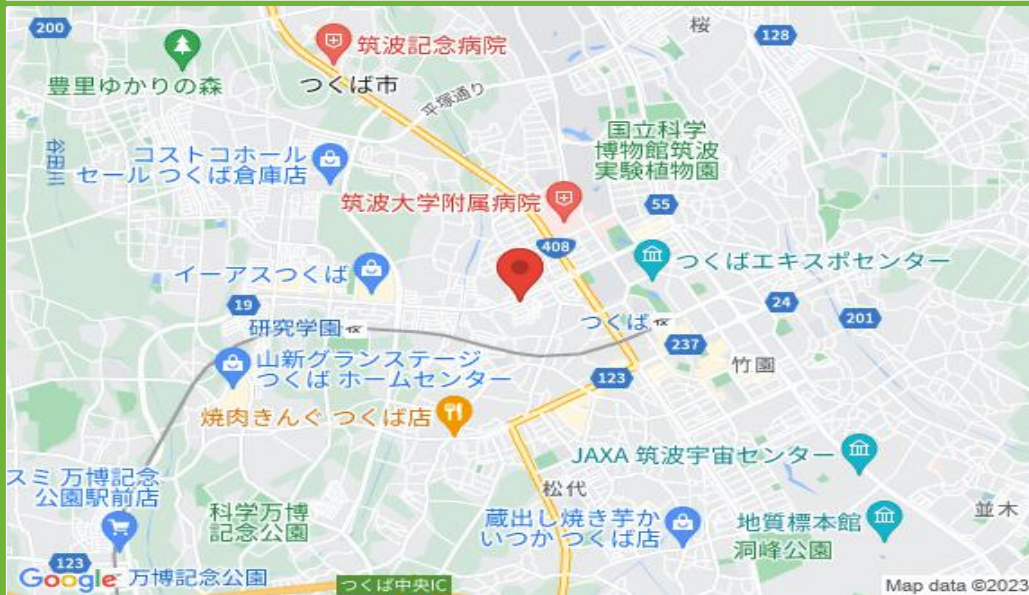 200
桜
128
筑波記念病院
豊里ゆかりの森
つくば市
平塚通り
谷田川
国立科学
博物館筑波
実験植物園
コストコホール
セール つくば倉庫店
筑波大学附属病院
55
408
イーアスつくば
つくばエキスポセンター
19
24
201
研究学園
つくば
237
山新グランステージ
つくば ホームセンター
123
竹園
焼肉きんぐ つくば店
JAXA 筑波宇宙センター
スミ 万博記念
公園駅前店
松代
科学万博
記念公園
蔵出し焼き芋か
いつか つくば店
地質標本館
洞峰公園
並木
123
Google
万博記念公園
つくば中央IC
Map data ©2023